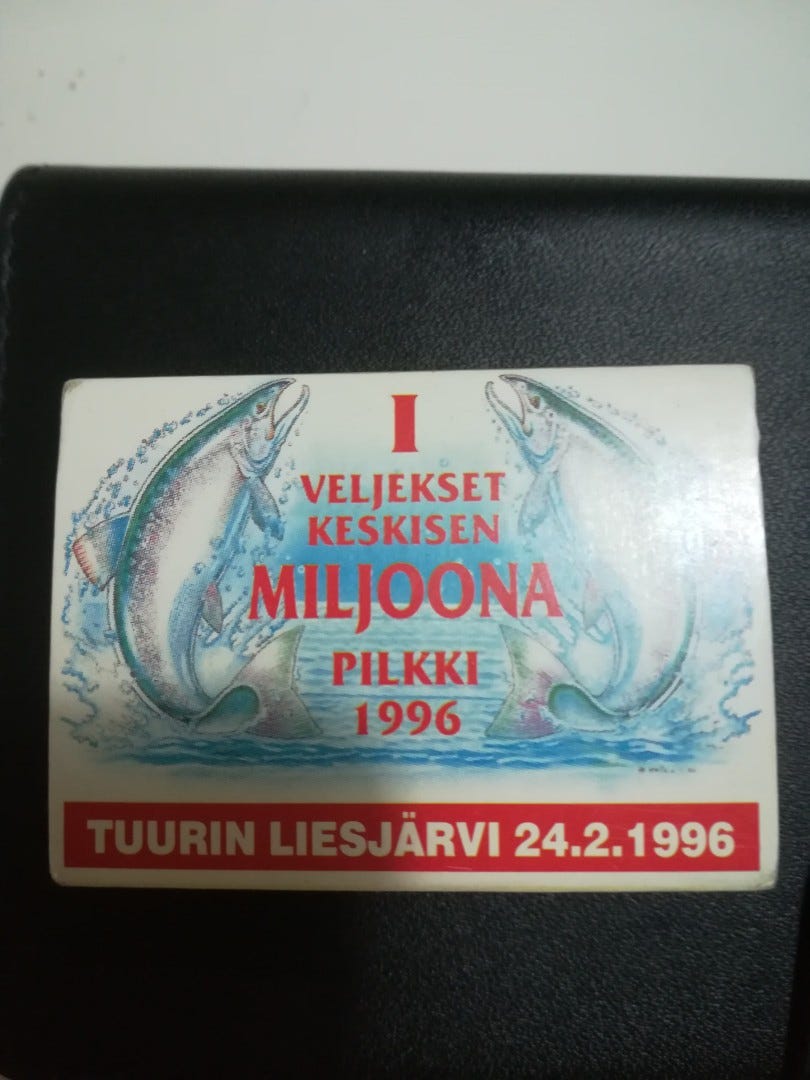 I
VELJEKSET
KESKISEN
MILJOONA
PILKKI
1996
TUURIN LIESJÄRVI 24.2.1996